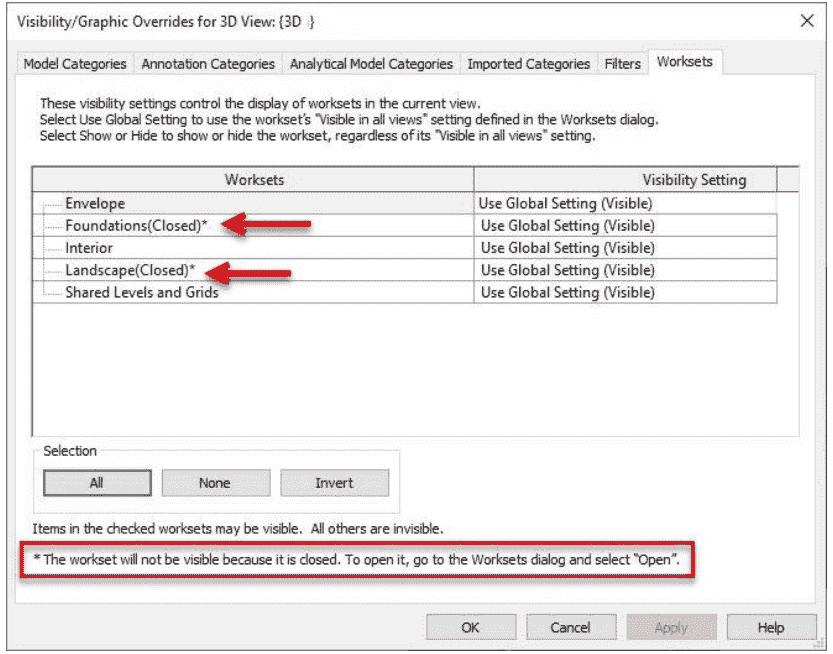 Visibility/Graphic Overrides for 3D View: {3D }
Model Categories Annotation Categories Analytical Model Categories Imported Categories Filters Worksets
These visibility settings control the display of worksets in the current view.
Select Use Global Setting to use the workset's "Visible in all views" setting defined in the Worksets dialog.
Select Show or Hide to show or hide the workset, regardless of its "Visible in all views" setting.
Worksets Visibility Setting
Envelope Use Global Setting (Visible)
Foundations(Closed)* Use Global Setting (Visible)
Interior Use Global Setting (Visible)
Landscape(Closed)* Use Global Setting (Visible)
Shared Levels and Grids Use Global Setting (Visible)
Selection
All None Invert
Items in the checked worksets may be visible. All others are invisible.
* The workset will not be visible because it is closed. To open it, go to the Worksets dialog and select “Open”.
OK Cancel Apply Help